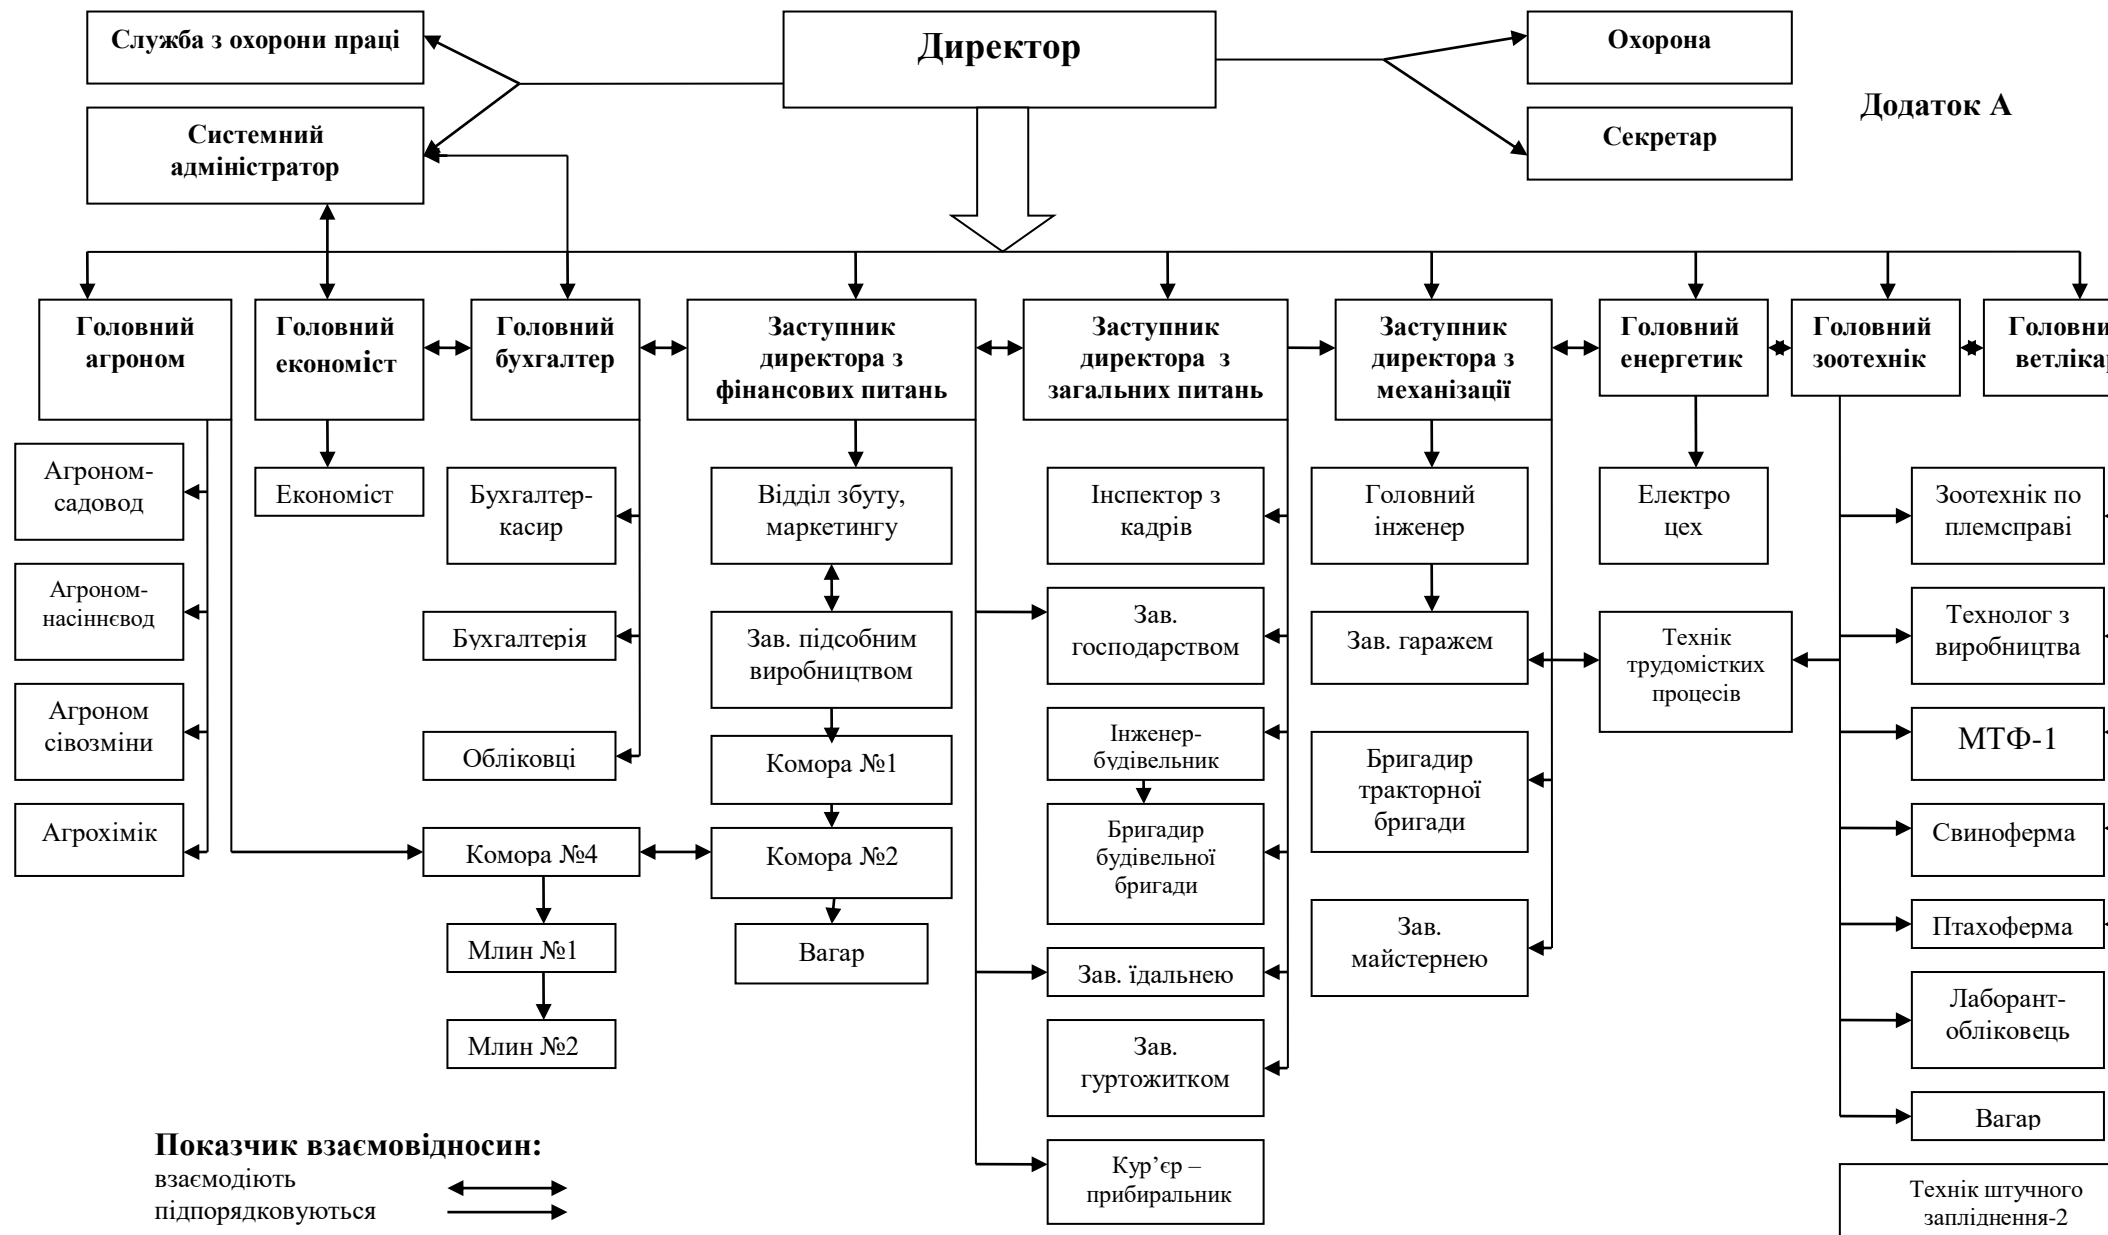 Служба з охорони праці
Директор
Охорона
Додаток А
Системний
адміністратор
Секретар
Головний
агроном
Головний
економіст
Головний
бухгалтер
Заступник
директора з
фінансових питань
Заступник
директора з
загальних питань
Заступник
директора з
механізації
Головний
енергетик
Головний
зоотехнік
Головни
ветліка
Агроном-
садовод
Економіст
Бухгалтер-
касир
Відділ збуту,
маркетингу
Інспектор з
кадрів
Головний
інженер
Електро
цех
Зоотехнік по
племсправі
Агроном-
насіннєвод
Бухгалтерія
Зав. підсобним
виробництвом
Зав.
господарством
Зав. гаражем
Технік
трудомістких
процесів
Технолог з
виробництва
Агроном
сівозміни
Обліковці
Комора №1
Інженер-
будівельник
Бригадир
тракторної
бригади
МТФ-1
Агрохімік
Комора №4
Комора №2
Бригадир
будівельної
бригади
Свиноферма
Млин №1
Вагар
Зав. їдальнею
Зав.
майстернею
Птахоферма
Млин №2
Зав.
гуртожитком
Лаборант-
обліковець
Вагар
Показчик взаємовідносин:
взаємодіють
підпорядковуються
Кур’єр –
прибиральник
Технік штучного
запліднення-2